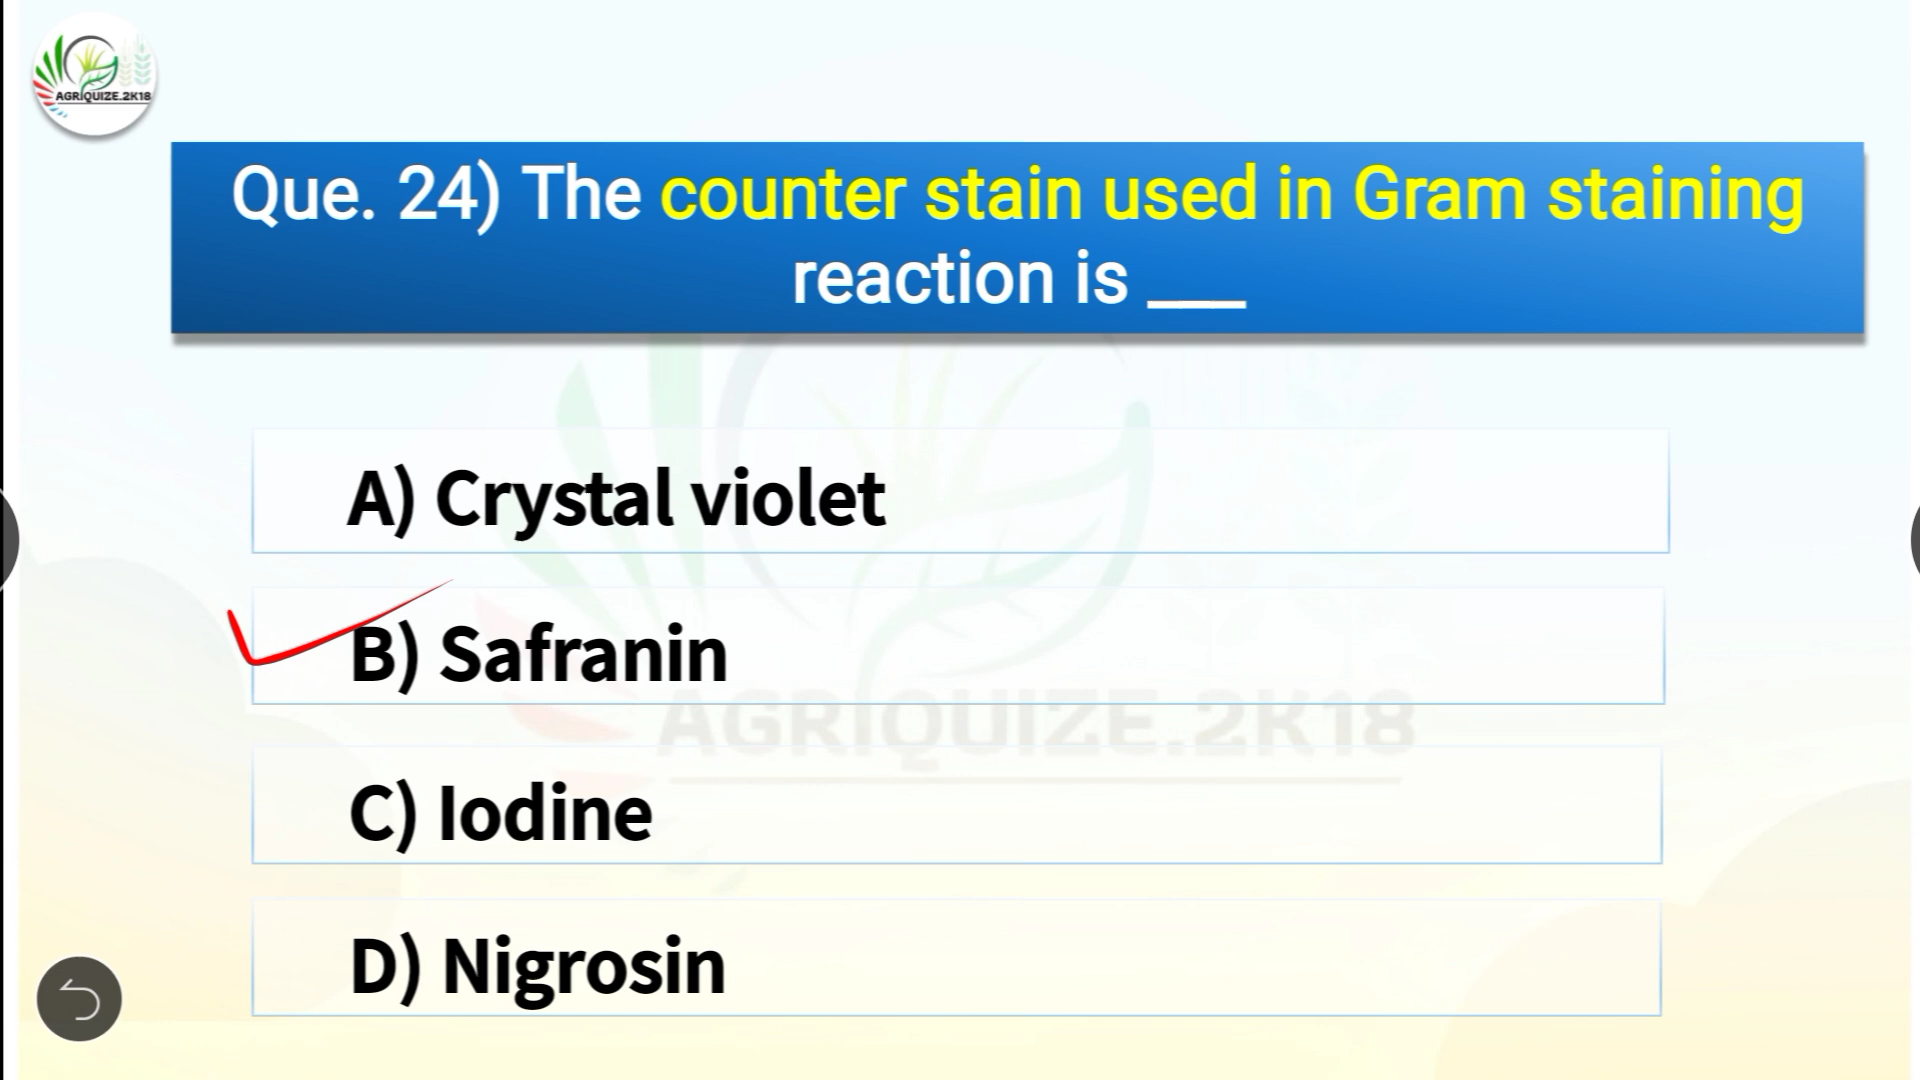 AGRIQUIZE.2K18
Que. 24) The counter stain used in Gram staining
reaction is ___
A) Crystal violet
B) Safranin
AGRIQUIZE.2K18
C) Iodine
D) Nigrosin